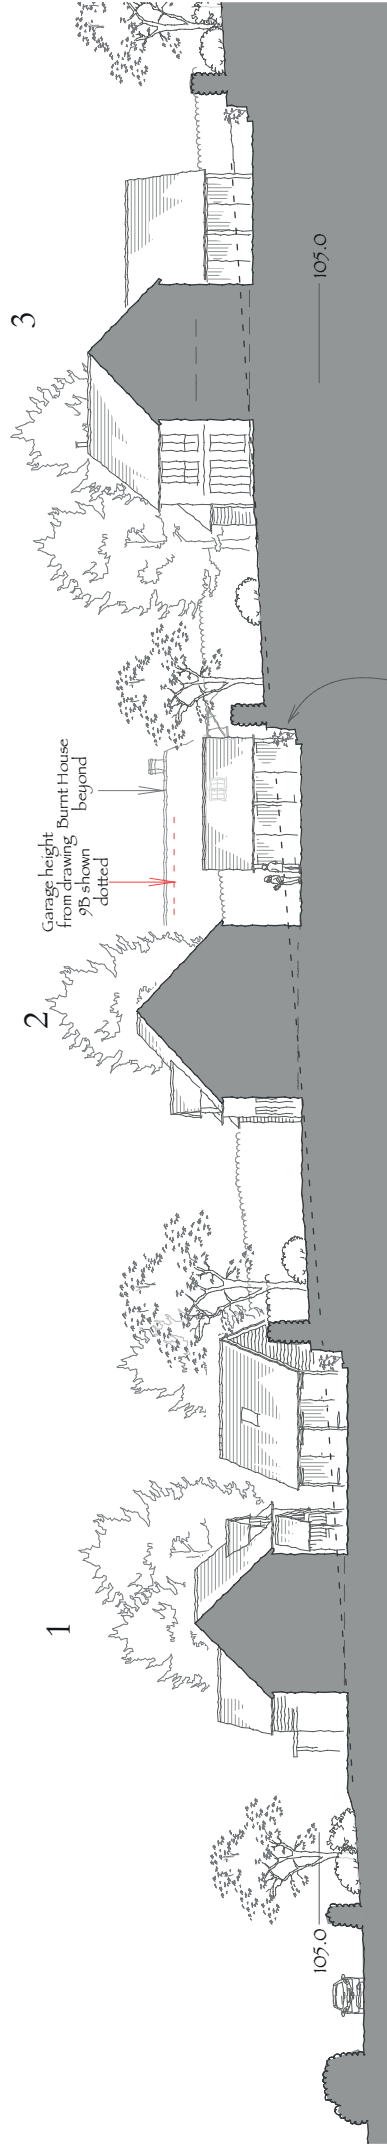 1
2
3
Garage height
from drawing
9B shown
dotted
Burnt House
beyond
105.0
105.0